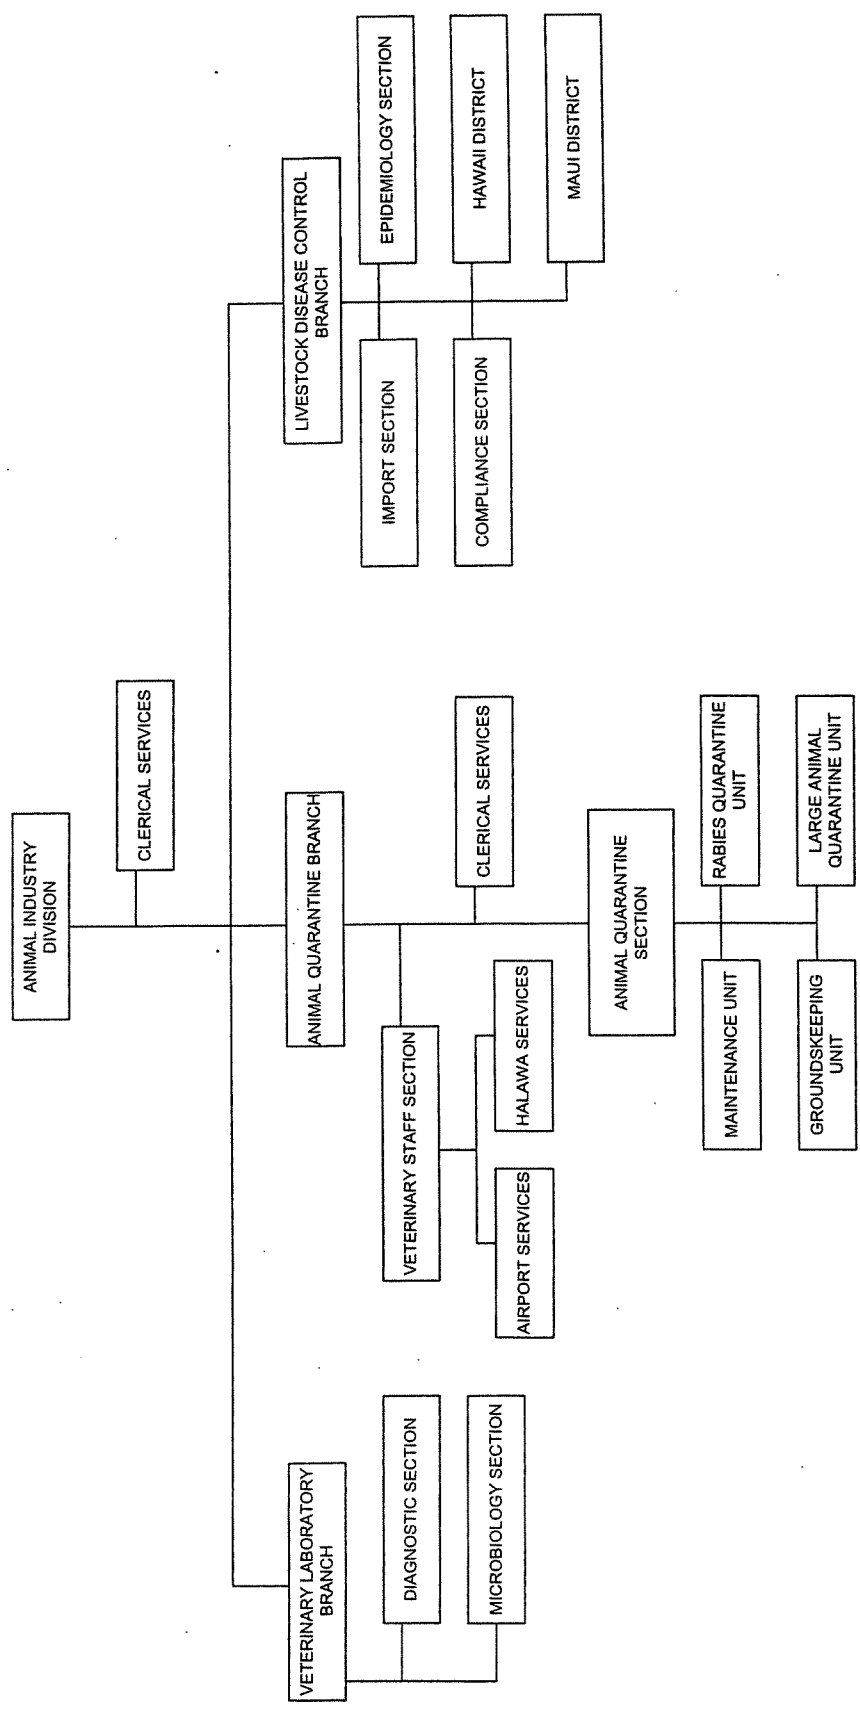 ANIMAL INDUSTRY
DIVISION
CLERICAL SERVICES
VETERINARY LABORATORY
BRANCH
DIAGNOSTIC SECTION
MICROBIOLOGY SECTION
ANIMAL QUARANTINE BRANCH
VETERINARY STAFF SECTION
AIRPORT SERVICES
HALAWA SERVICES
CLERICAL SERVICES
ANIMAL QUARANTINE
SECTION
MAINTENANCE UNIT
RABIES QUARANTINE
UNIT
GROUNDSKEEPING
UNIT
LARGE ANIMAL
QUARANTINE UNIT
LIVESTOCK DISEASE CONTROL
BRANCH
IMPORT SECTION
EPIDEMIOLOGY SECTION
COMPLIANCE SECTION
HAWAII DISTRICT
MAUI DISTRICT